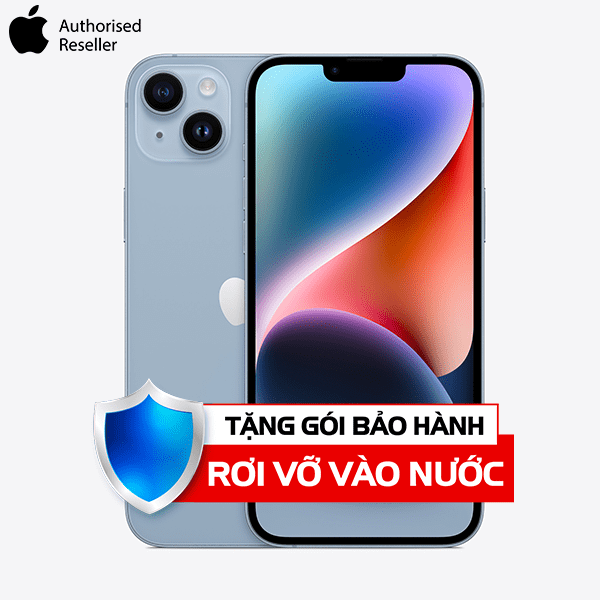 Authorised
Reseller
TẶNG GÓI BẢO HÀNH
RƠI VỠ VÀO NƯỚC